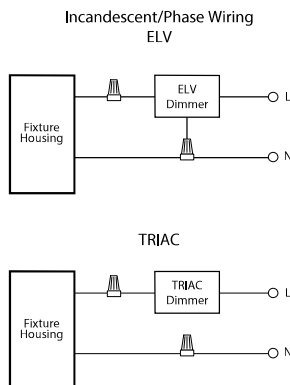 Incandescent/Phase Wiring
ELV
ELV
Dimmer
L
Fixture
Housing
N
TRIAC
TRIAC
Dimmer
L
Fixture
Housing
N